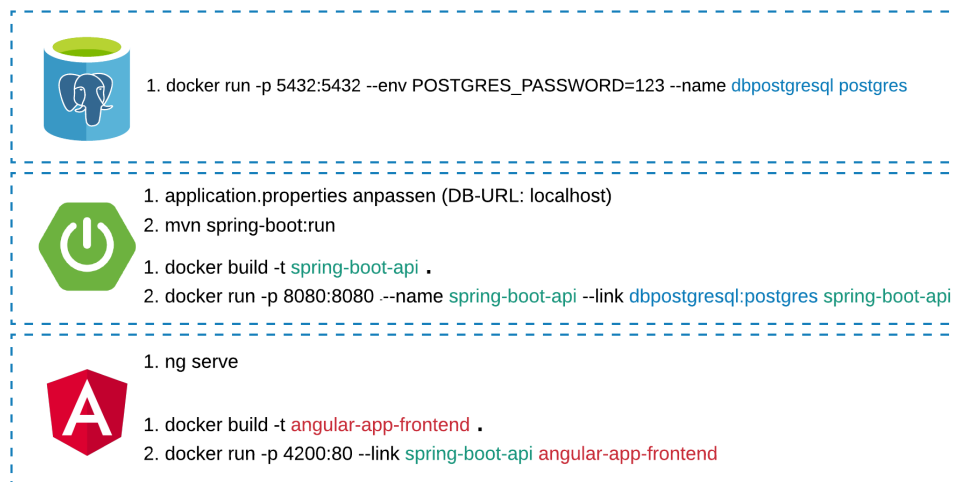 1. docker run -p 5432:5432 --env POSTGRES_PASSWORD=123 --name dbpostgresql postgres
1. application.properties anpassen (DB-URL: localhost)
2. mvn spring-boot:run
1. docker build -t spring-boot-api .
2. docker run -p 8080:8080 --name spring-boot-api --link dbpostgresql:postgres spring-boot-api
1. ng serve
1. docker build -t angular-app-frontend .
2. docker run -p 4200:80 --link spring-boot-api angular-app-frontend